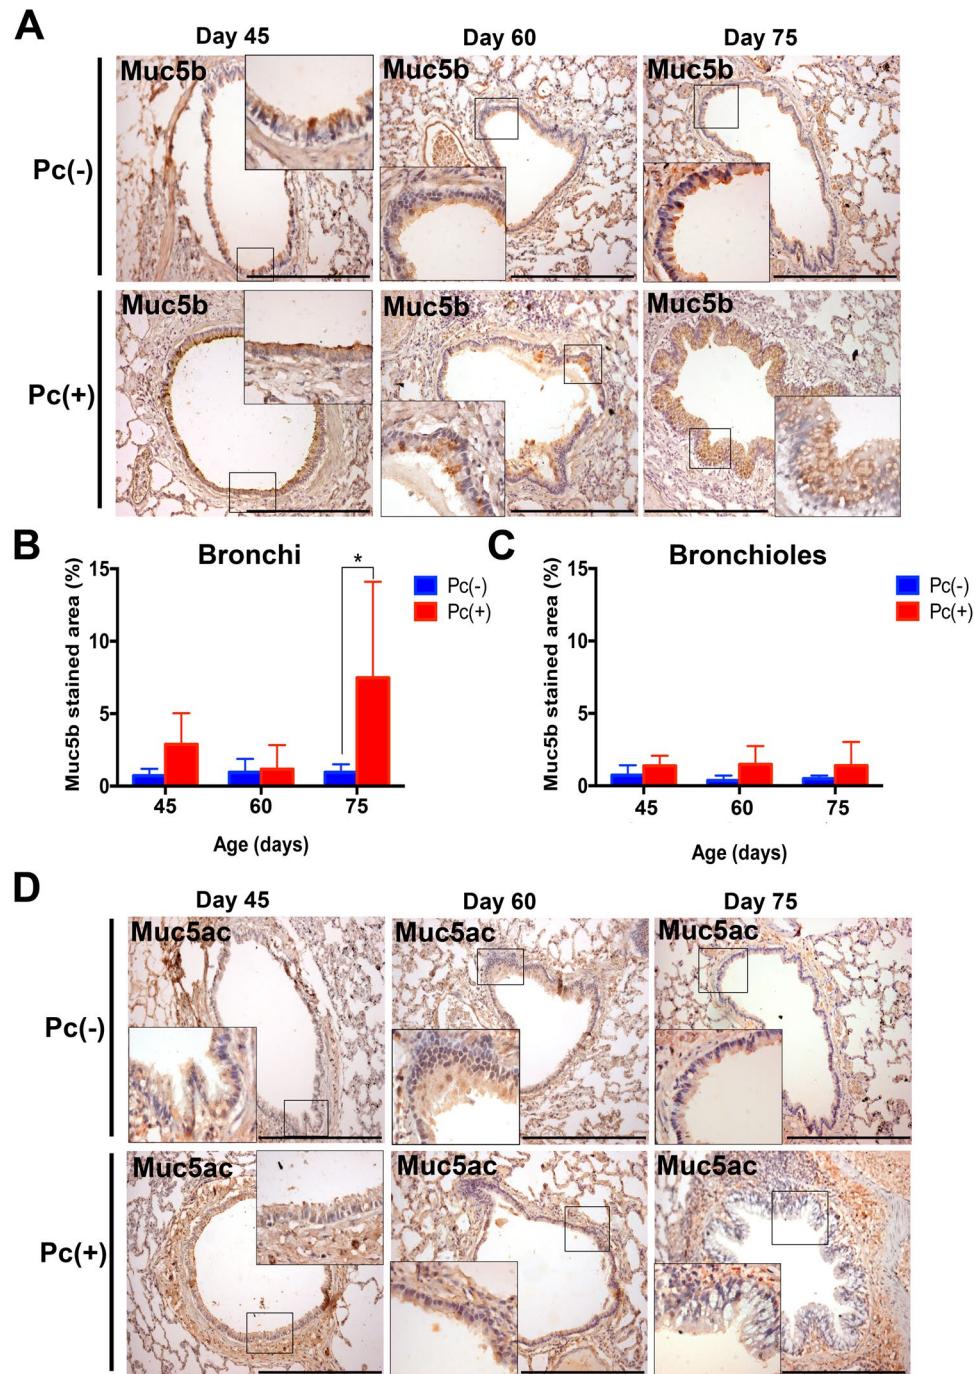 A
Day 45
Day 60
Day 75
Pc(-)
Muc5b
Muc5b
Muc5b
Pc(+)
Muc5b
Muc5b
Muc5b
B
Bronchi
Muc5b stained area (%)
15
10
5
0
*
Pc(-)
Pc(+)
45
60
75
Age (days)
C
Bronchioles
Muc5b stained area (%)
15
10
5
0
Pc(-)
Pc(+)
45
60
75
Age (days)
D
Day 45
Day 60
Day 75
Pc(-)
Muc5ac
Muc5ac
Muc5ac
Pc(+)
Muc5ac
Muc5ac
Muc5ac